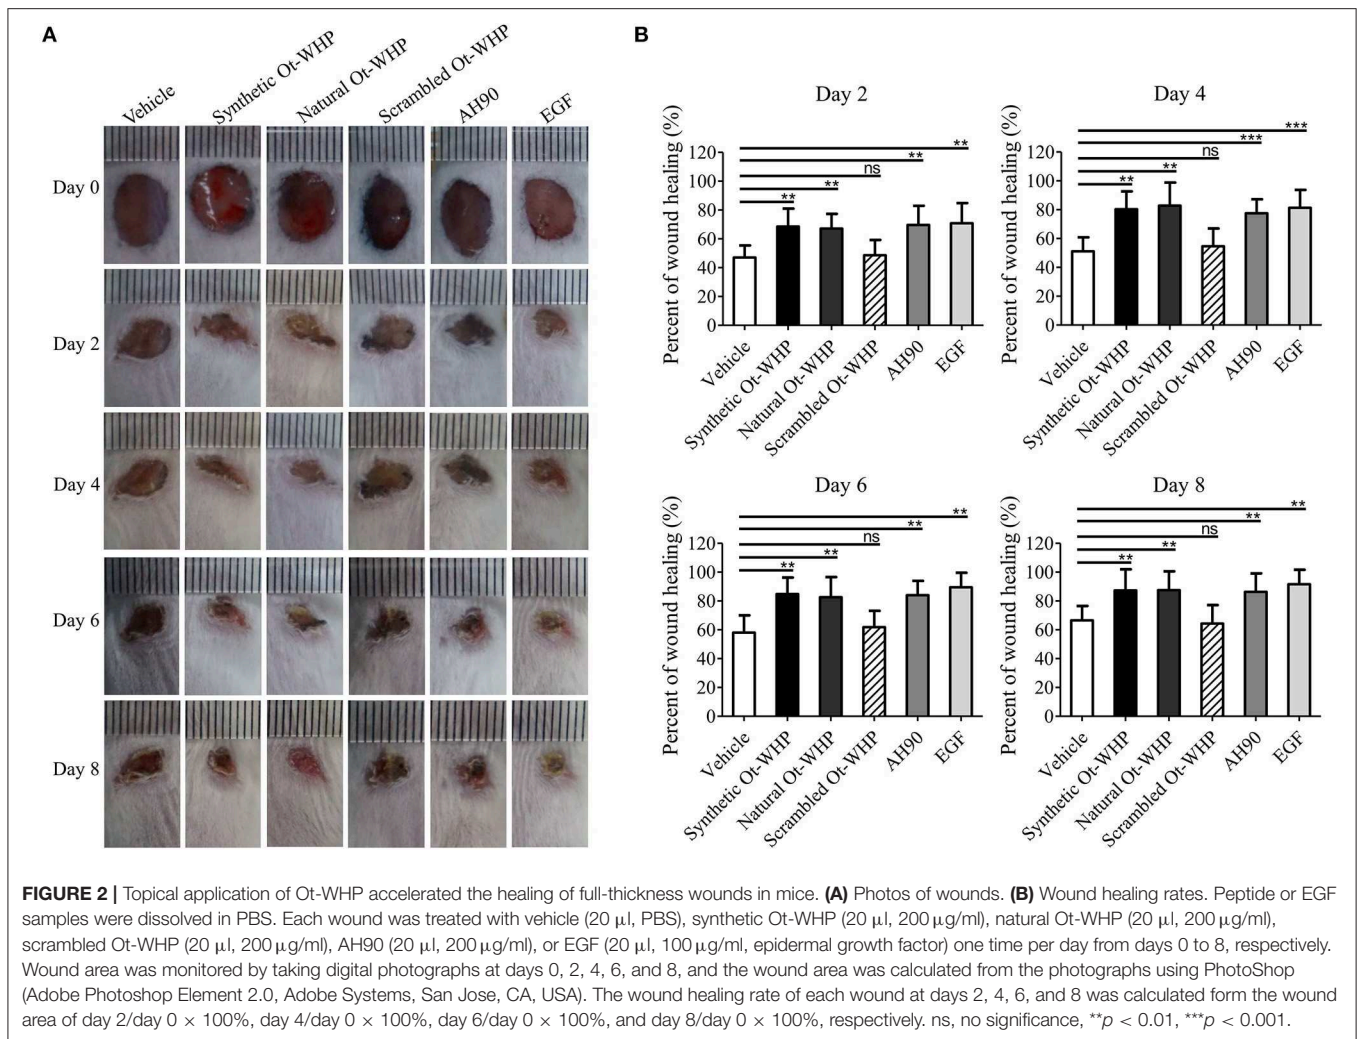 A
Vehicle
Synthetic Ot-WHP
Natural Ot-WHP
Scrambled Ot-WHP
AH90
EGF
Day 0
Day 2
Day 4
Day 6
Day 8
B
Day 2
Percent of wound healing (%)
120
100
80
60
40
20
0
**
**
ns
**
**
Vehicle
Synthetic Ot-WHP
Natural Ot-WHP
Scrambled Ot-WHP
AH90
EGF
Day 4
Percent of wound healing (%)
120
100
80
60
40
20
0
***
***
ns
**
**
Vehicle
Synthetic Ot-WHP
Natural Ot-WHP
Scrambled Ot-WHP
AH90
EGF
Day 6
Percent of wound healing (%)
120
100
80
60
40
20
0
**
**
ns
**
**
Vehicle
Synthetic Ot-WHP
Natural Ot-WHP
Scrambled Ot-WHP
AH90
EGF
Day 8
Percent of wound healing (%)
120
100
80
60
40
20
0
**
**
ns
**
**
Vehicle
Synthetic Ot-WHP
Natural Ot-WHP
Scrambled Ot-WHP
AH90
EGF
FIGURE 2 | Topical application of Ot-WHP accelerated the healing of full-thickness wounds in mice. (A) Photos of wounds. (B) Wound healing rates. Peptide or EGF
samples were dissolved in PBS. Each wound was treated with vehicle (20 μl, PBS), synthetic Ot-WHP (20 μl, 200 μg/ml), natural Ot-WHP (20 μl, 200 μg/ml),
scrambled Ot-WHP (20 μl, 200 μg/ml), AH90 (20 μl, 200 μg/ml), or EGF (20 μl, 100 μg/ml, epidermal growth factor) one time per day from days 0 to 8, respectively.
Wound area was monitored by taking digital photographs at days 0, 2, 4, 6, and 8, and the wound area was calculated from the photographs using PhotoShop
(Adobe Photoshop Element 2.0, Adobe Systems, San Jose, CA, USA). The wound healing rate of each wound at days 2, 4, 6, and 8 was calculated form the wound
area of day 2/day 0 × 100%, day 4/day 0 × 100%, day 6/day 0 × 100%, and day 8/day 0 × 100%, respectively. ns, no significance, **p < 0.01, ***p < 0.001.